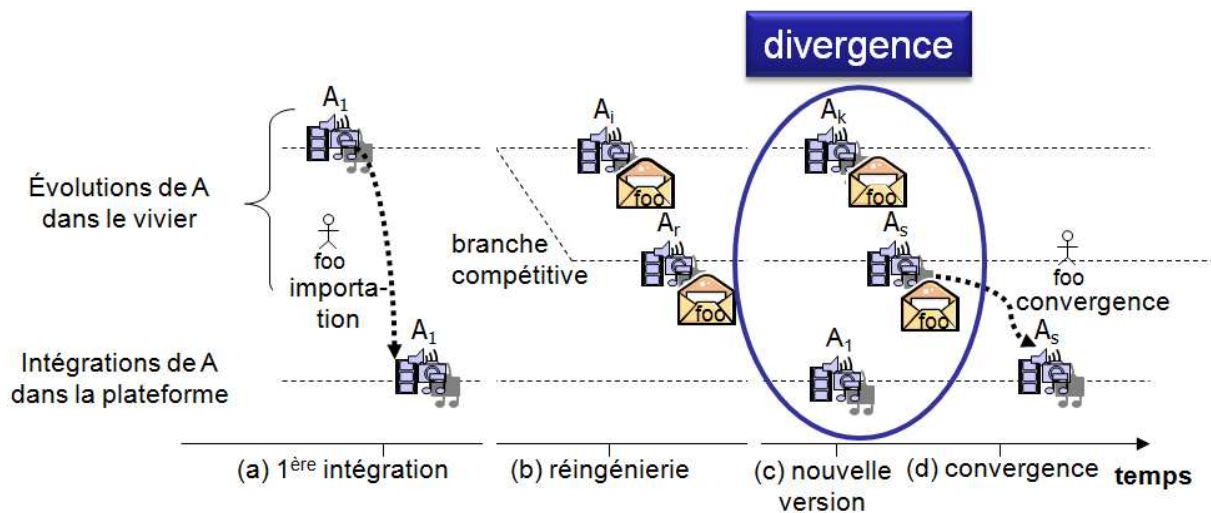 divergence
A1
Ai
Ak
Évolutions de A
dans le vivier
foo
foo
foo
importa-
tion
branche
compétitive
Ar
As
foo
foo
foo
convergence
Intégrations de A
dans la plateforme
A1
A1
As
(a) 1ère intégration
(b) réingénierie
(c) nouvelle
version
(d) convergence
temps